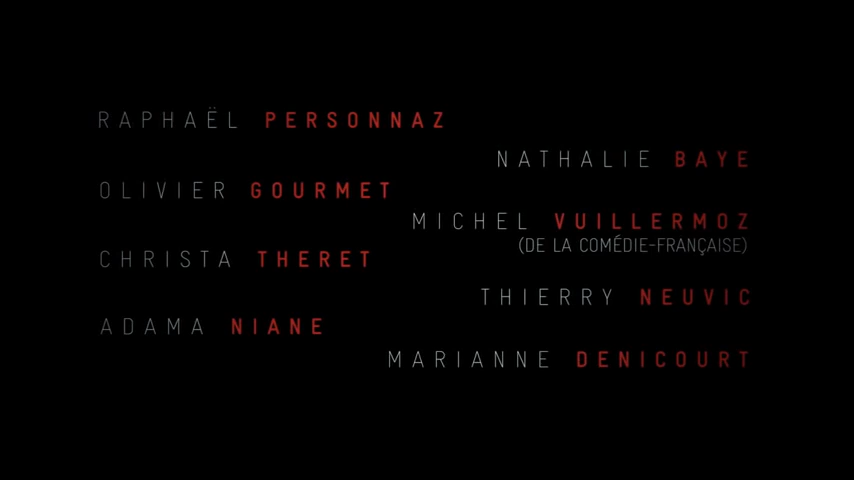 RAPHAËL PERSONNAZ
NATHALIE BAYE
OLIVIER GOURMET
MICHEL VUILLERMOZ
(DE LA COMÉDIE-FRANÇAISE)
CHRISTA THERET
THIERRY NEUVIC
ADAMA NIANE
MARIANNE DENICOURT